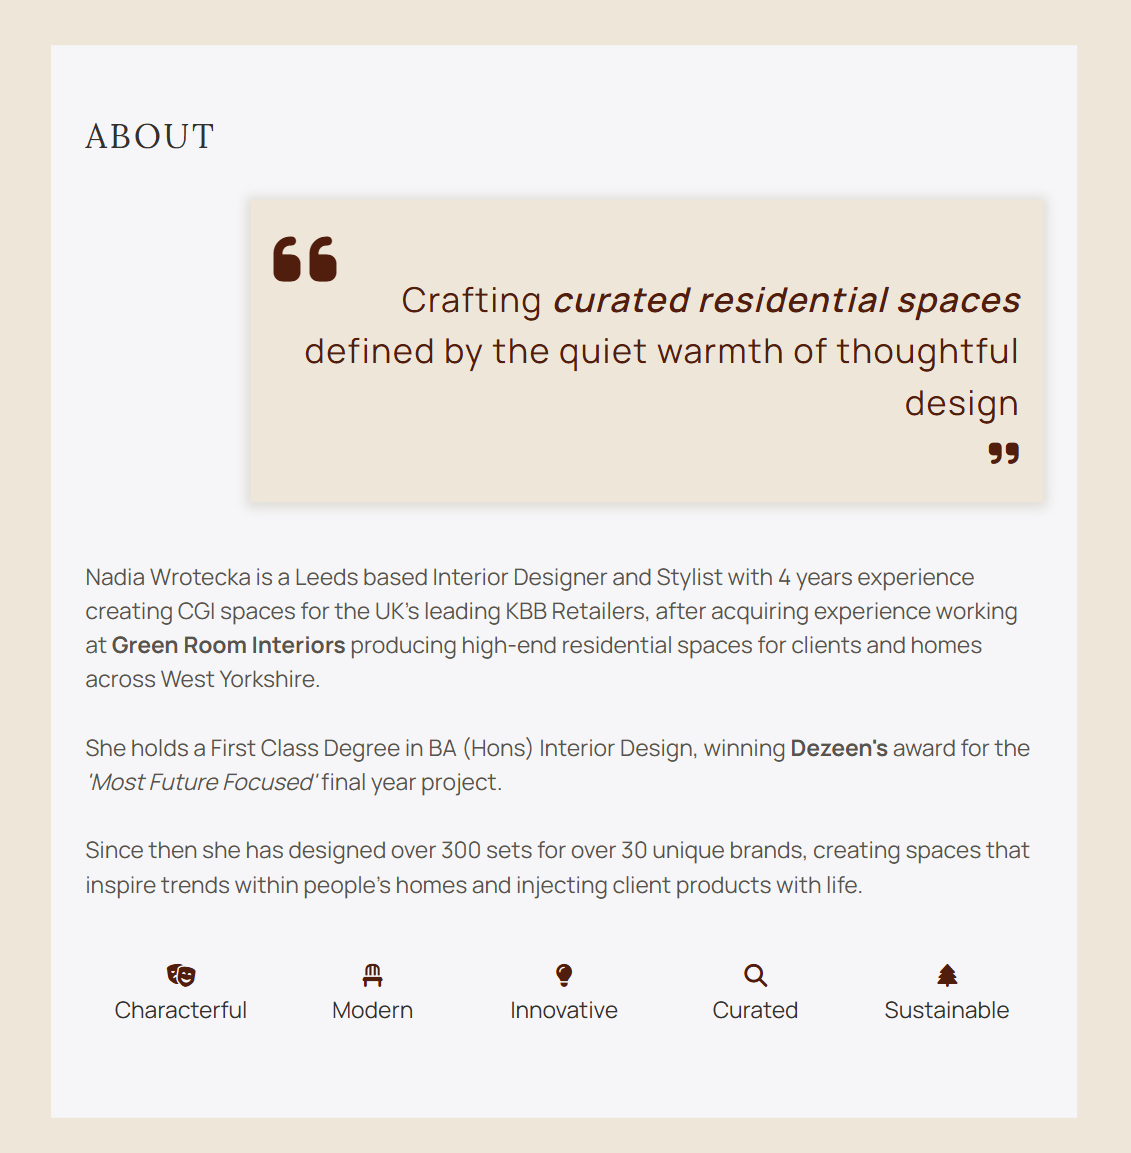 ABOUT
“
Crafting curated residential spaces
defined by the quiet warmth of thoughtful
design
”
Nadia Wrotecka is a Leeds based Interior Designer and Stylist with 4 years experience
creating CGI spaces for the UK's leading KBB Retailers, after acquiring experience working
at Green Room Interiors producing high-end residential spaces for clients and homes
across West Yorkshire.
She holds a First Class Degree in BA (Hons) Interior Design, winning Dezeen's award for the
'Most Future Focused' final year project.
Since then she has designed over 300 sets for over 30 unique brands, creating spaces that
inspire trends within people's homes and injecting client products with life.
Characterful Modern Innovative Curated Sustainable